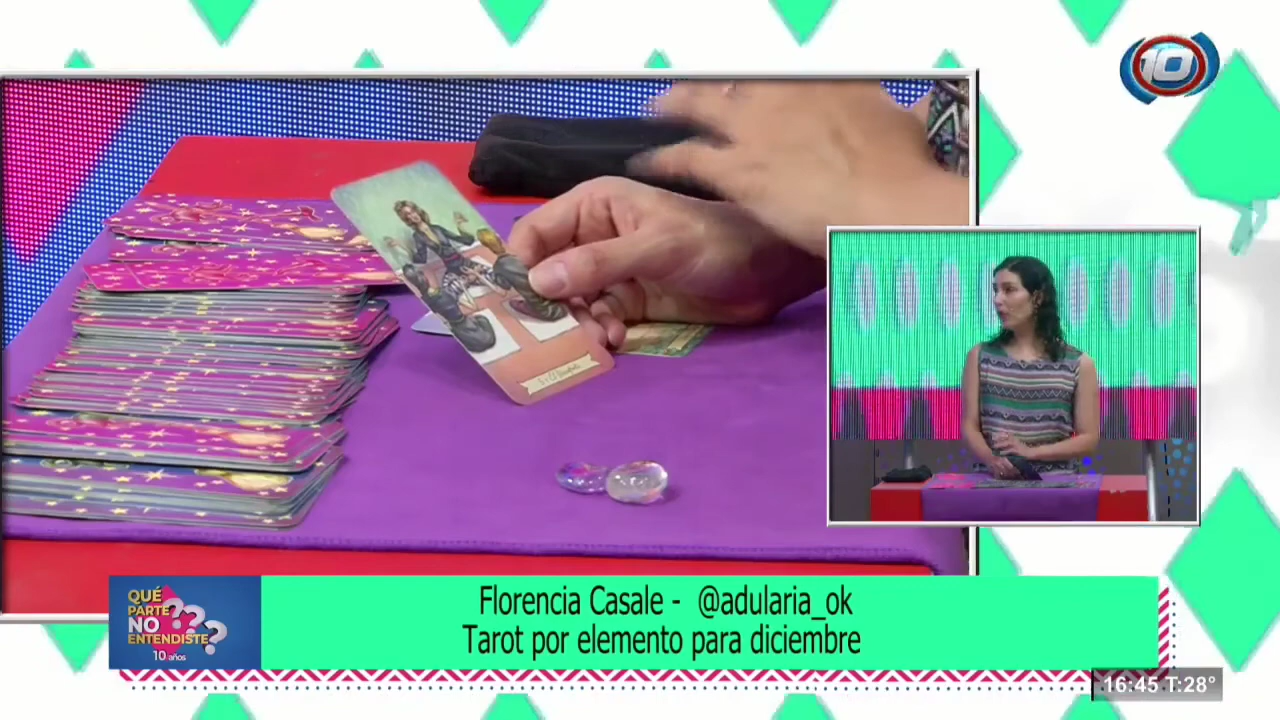 10
QUÉ
PARTE
NO
ENTENDISTE
???
10 años
Florencia Casale - @adularia_ok
Tarot por elemento para diciembre
16:45 T:28°